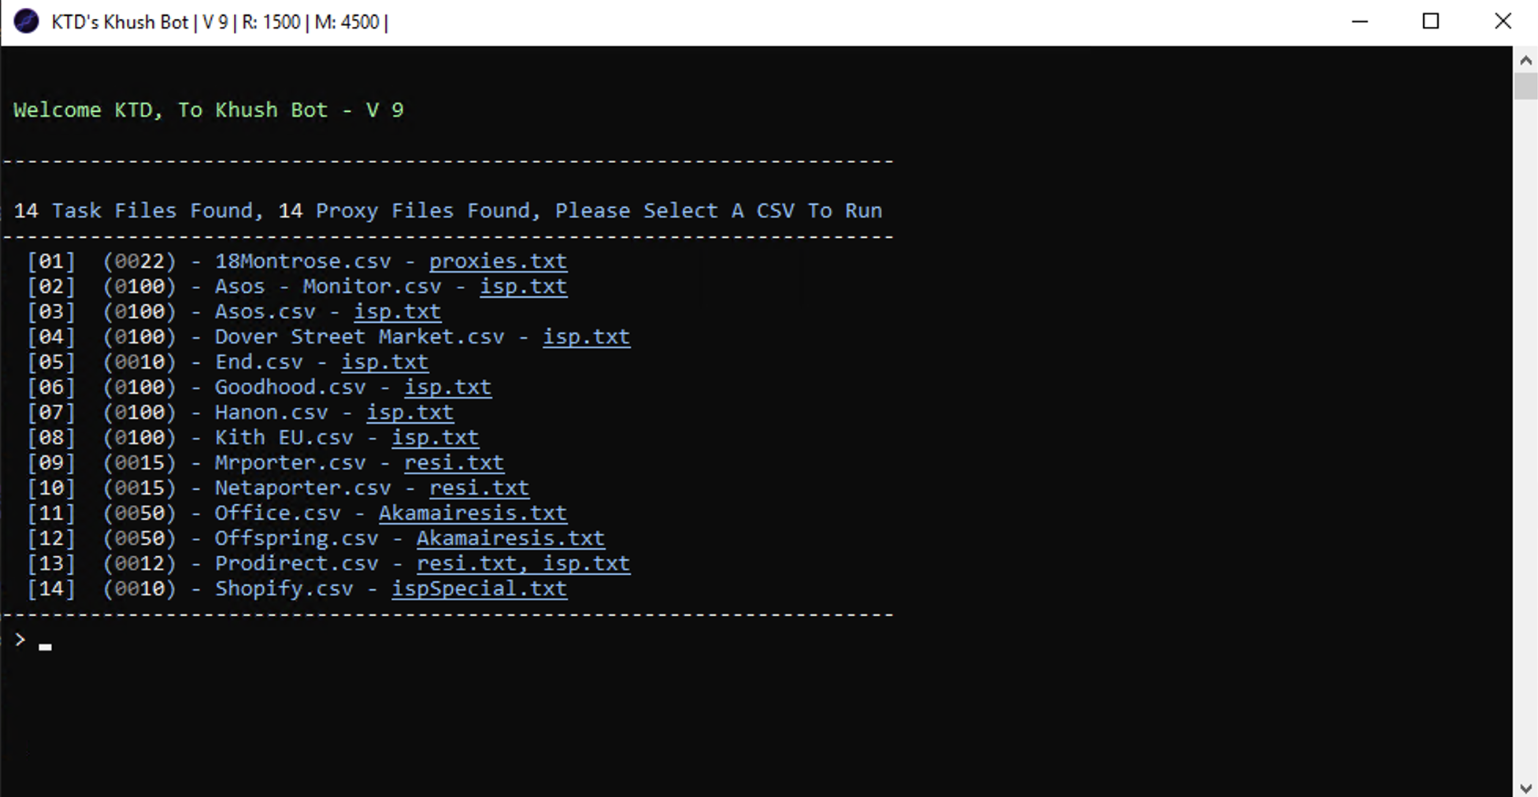 KTD's Khush Bot | V 9 | R: 1500 | M: 4500 |
Welcome KTD, To Khush Bot - V 9
-----------------------------------------------------------------------
14 Task Files Found, 14 Proxy Files Found, Please Select A CSV To Run
-----------------------------------------------------------------------
[01] (0022) - 18Montrose.csv - proxies.txt
[02] (0100) - Asos - Monitor.csv - isp.txt
[03] (0100) - Asos.csv - isp.txt
[04] (0100) - Dover Street Market.csv - isp.txt
[05] (0010) - End.csv - isp.txt
[06] (0100) - Goodhood.csv - isp.txt
[07] (0100) - Hanon.csv - isp.txt
[08] (0100) - Kith EU.csv - isp.txt
[09] (0015) - Mrporter.csv - resi.txt
[10] (0015) - Netaporter.csv - resi.txt
[11] (0050) - Office.csv - Akamairesis.txt
[12] (0050) - Offspring.csv - Akamairesis.txt
[13] (0012) - Prodirect.csv - resi.txt, isp.txt
[14] (0010) - Shopify.csv - ispSpecial.txt
-----------------------------------------------------------------------
> _